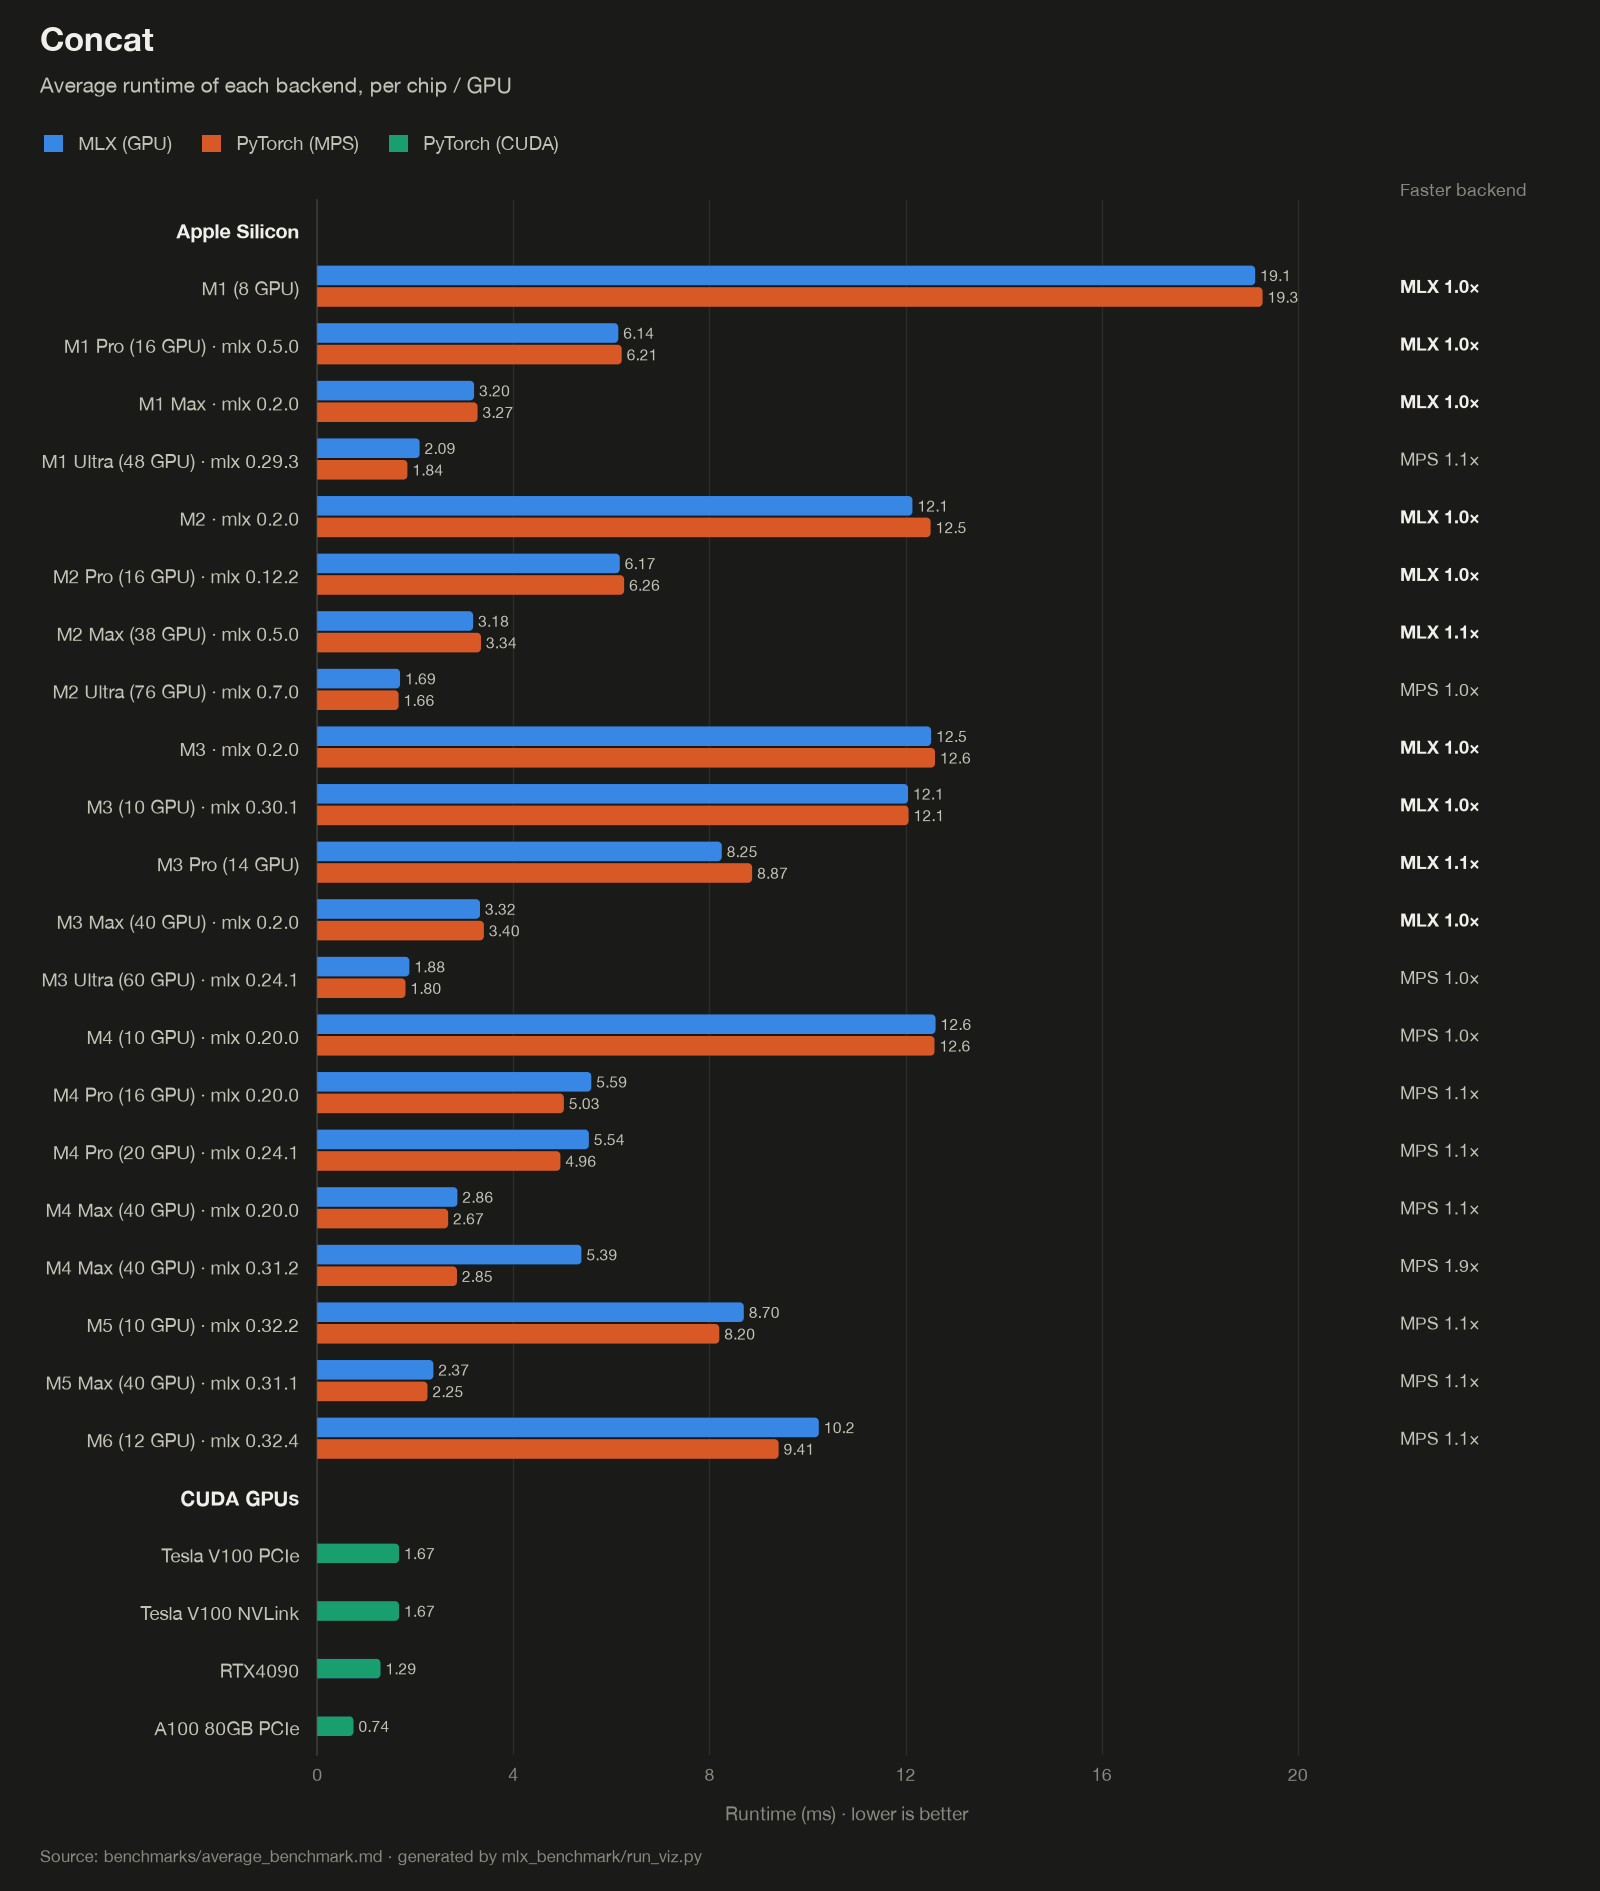 Concat
Average runtime of each backend, per chip / GPU
MLX (GPU) PyTorch (MPS) PyTorch (CUDA)
Faster backend
Apple Silicon
M1 (8 GPU) 19.1 19.3 MLX 1.0×
M1 Pro (16 GPU) · mlx 0.5.0 6.14 6.21 MLX 1.0×
M1 Max · mlx 0.2.0 3.20 3.27 MLX 1.0×
M1 Ultra (48 GPU) · mlx 0.29.3 2.09 1.84 MPS 1.1×
M2 · mlx 0.2.0 12.1 12.5 MLX 1.0×
M2 Pro (16 GPU) · mlx 0.12.2 6.17 6.26 MLX 1.0×
M2 Max (38 GPU) · mlx 0.5.0 3.18 3.34 MLX 1.1×
M2 Ultra (76 GPU) · mlx 0.7.0 1.69 1.66 MPS 1.0×
M3 · mlx 0.2.0 12.5 12.6 MLX 1.0×
M3 (10 GPU) · mlx 0.30.1 12.1 12.1 MLX 1.0×
M3 Pro (14 GPU) 8.25 8.87 MLX 1.1×
M3 Max (40 GPU) · mlx 0.2.0 3.32 3.40 MLX 1.0×
M3 Ultra (60 GPU) · mlx 0.24.1 1.88 1.80 MPS 1.0×
M4 (10 GPU) · mlx 0.20.0 12.6 12.6 MPS 1.0×
M4 Pro (16 GPU) · mlx 0.20.0 5.59 5.03 MPS 1.1×
M4 Pro (20 GPU) · mlx 0.24.1 5.54 4.96 MPS 1.1×
M4 Max (40 GPU) · mlx 0.20.0 2.86 2.67 MPS 1.1×
M4 Max (40 GPU) · mlx 0.31.2 5.39 2.85 MPS 1.9×
M5 (10 GPU) · mlx 0.32.2 8.70 8.20 MPS 1.1×
M5 Max (40 GPU) · mlx 0.31.1 2.37 2.25 MPS 1.1×
M6 (12 GPU) · mlx 0.32.4 10.2 9.41 MPS 1.1×
CUDA GPUs
Tesla V100 PCIe 1.67
Tesla V100 NVLink 1.67
RTX4090 1.29
A100 80GB PCIe 0.74
0 4 8 12 16 20
Runtime (ms) · lower is better
Source: benchmarks/average_benchmark.md · generated by mlx_benchmark/run_viz.py